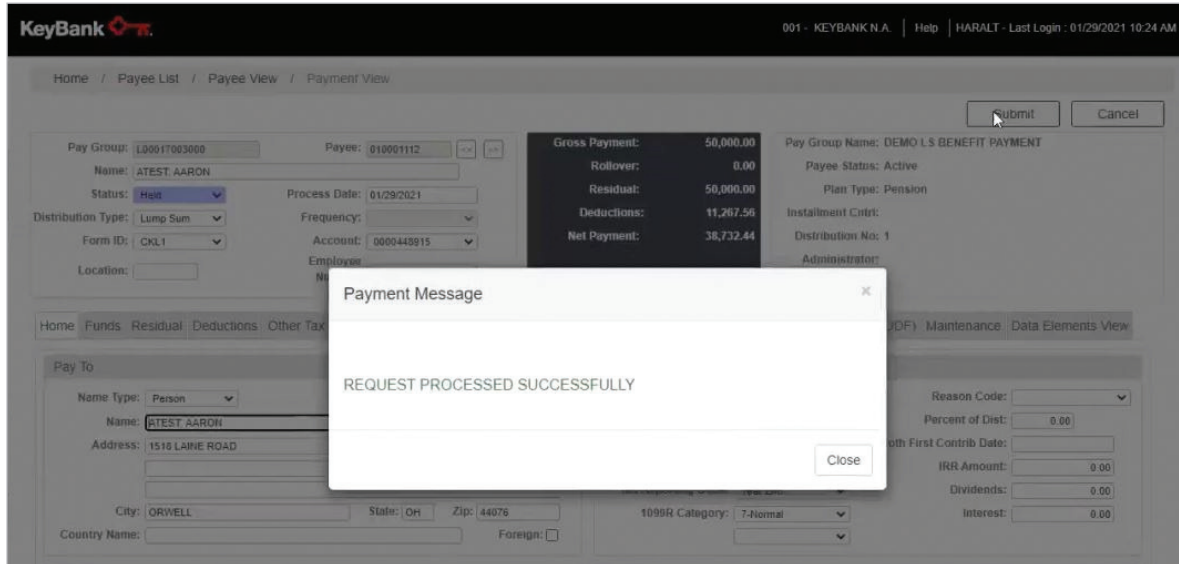 KeyBank
001 - KEYBANK N.A. | Help | HARALT - Last Login : 01/29/2021 10:24 AM
Home / Payee List / Payee View / Payment View
Submit Cancel
Pay Group: L00017003000 Payee: 010001112 Gross Payment: 50,000.00 Pay Group Name: DEMO LS BENEFIT PAYMENT
Name: ATEST, AARON Rollover: 0.00 Payee Status: Active
Status: Held Process Date: 01/29/2021 Residual: 50,000.00 Plan Type: Pension
Distribution Type: Lump Sum Frequency: Deductions: 11,267.56 Installment Cntrl:
Form ID: CKL1 Account: 0000448915 Net Payment: 38,732.44 Distribution No: 1
Location: Employee Administrator:
Payment Message ×
Home Funds Residual Deductions Other Tax UDF) Maintenance Data Elements View
Pay To
REQUEST PROCESSED SUCCESSFULLY
Name Type: Person Reason Code:
Name: ATEST, AARON Percent of Dist: 0.00
Address: 1518 LAINE ROAD oth First Contrib Date:
Close
IRR Amount: 0.00
Dividends: 0.00
City: ORWELL State: OH Zip: 44076 1099R Category: 7-Normal Interest: 0.00
Country Name: Foreign: